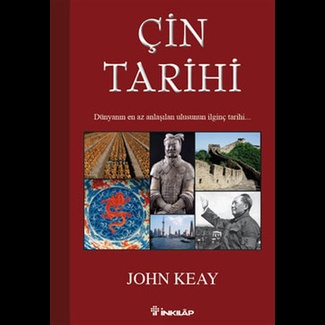 ÇİN
TARİHİ
Dünyanın en az anlaşılan ulusunun ilginç tarihi...
JOHN KEAY
İNKILÂP